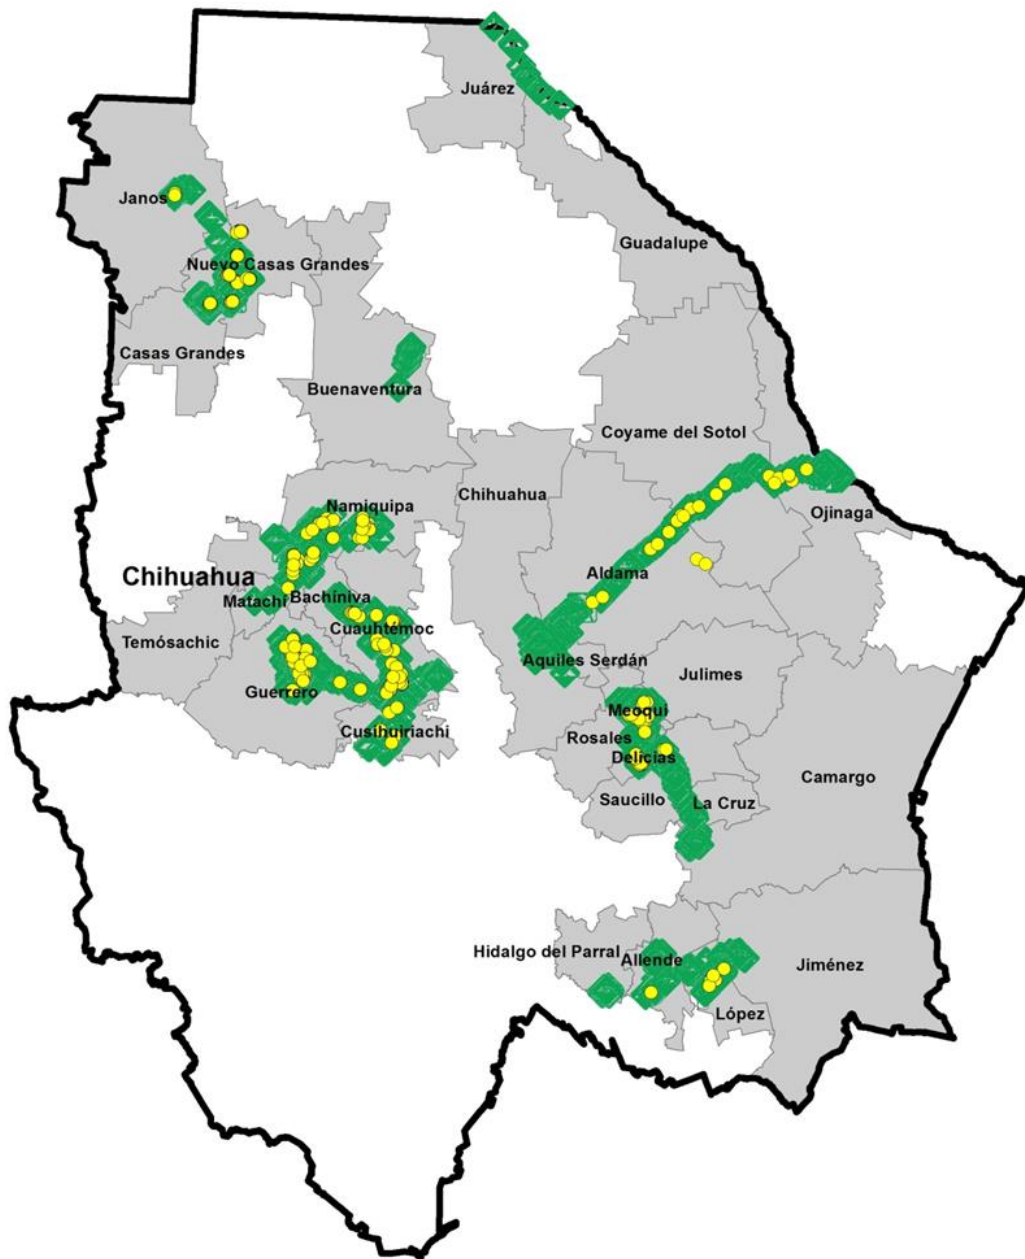 Juárez
Janos
Guadalupe
Nuevo Casas Grandes
Casas Grandes
Buenaventura
Coyame del Sotol
Chihuahua
Namiquipa
Ojinaga
Chihuahua
Aldama
Bachíniva
Matachí
Cuauhtémoc
Temósachic
Aquiles Serdán
Julimes
Guerrero
Meoqui
Cusihuiriachi
Rosales
Delicias
Camargo
Saucillo
La Cruz
Hidalgo del Parral
Allende
Jiménez
López